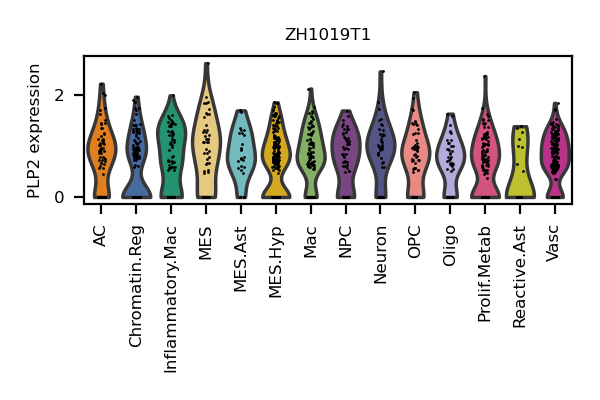 ZH1019T1
PLP2 expression
2
0
AC
Chromatin.Reg
Inflammatory.Mac
MES
MES.Ast
MES.Hyp
Mac
NPC
Neuron
OPC
Oligo
Prolif.Metab
Reactive.Ast
Vasc